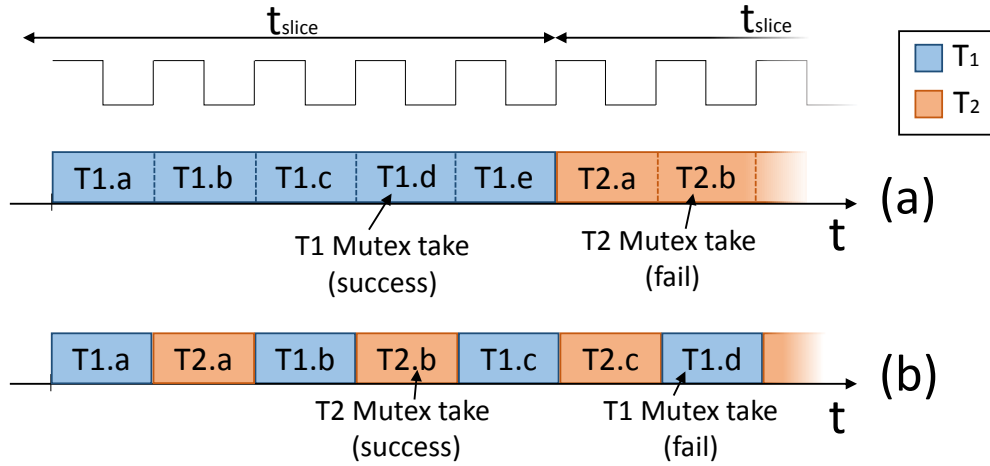 tslice tslice
T1
T2
T1.a T1.b T1.c T1.d T1.e T2.a T2.b
(a)
T1 Mutex take
(success)
T2 Mutex take
(fail)
t
T1.a T2.a T1.b T2.b T1.c T2.c T1.d
(b)
T2 Mutex take
(success)
T1 Mutex take
(fail)
t